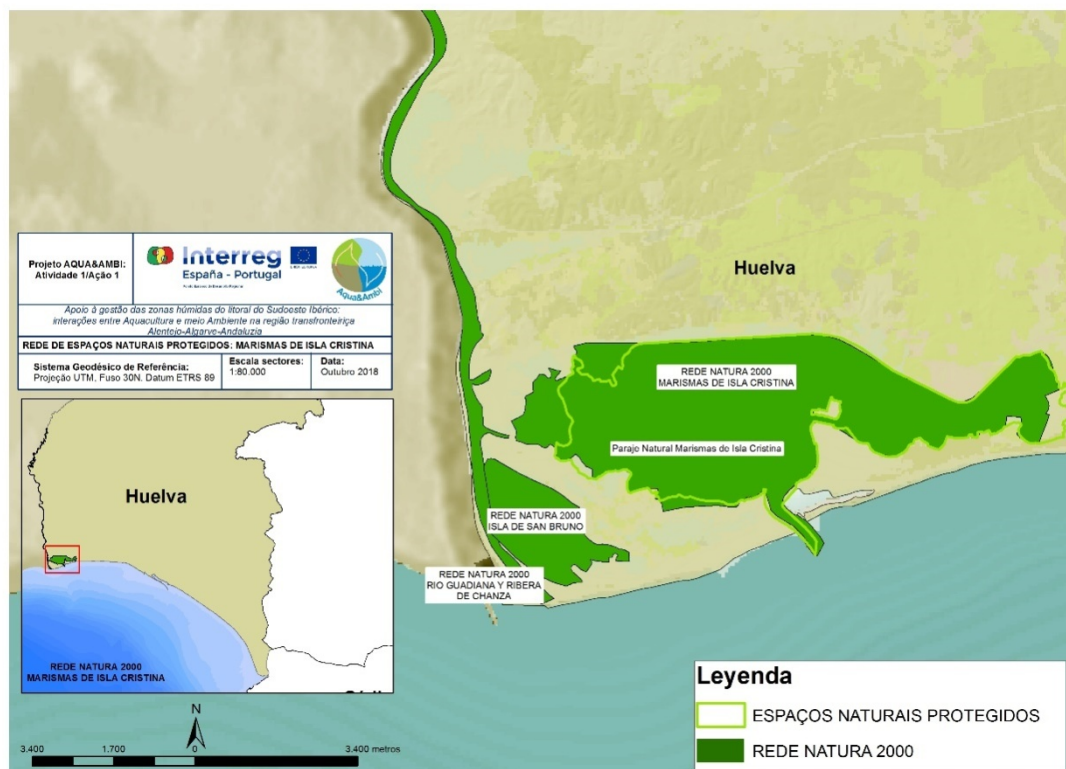 Projeto AQUA&AMBI:
Atividade 1/Ação 1
Interreg
España - Portugal
Aqua&Ambi
Apoio à gestão das zonas húmidas do litoral do Sudoeste Ibérico:
interações entre Aquacultura e meio Ambiente na região transfronteiriça
Alentejo-Algarve-Andaluzia
REDE DE ESPAÇOS NATURAIS PROTEGIDOS: MARISMAS DE ISLA CRISTINA
Sistema Geodésico de Referência:
Projeção UTM, Fuso 30N. Datum ETRS 89
Escala sectores:
1:80.000
Data:
Outubro 2018
Huelva
REDE NATURA 2000
MARISMAS DE ISLA CRISTINA
Huelva
REDE NATURA 2000
MARISMAS DE ISLA CRISTINA
Paraje Natural Marismas de Isla Cristina
REDE NATURA 2000
ISLA DE SAN BRUNO
REDE NATURA 2000
RIO GUADIANA Y RIBERA
DE CHANZA
N
3.400 1.700 0 3.400 metros
Leyenda
ESPAÇOS NATURAIS PROTEGIDOS
REDE NATURA 2000